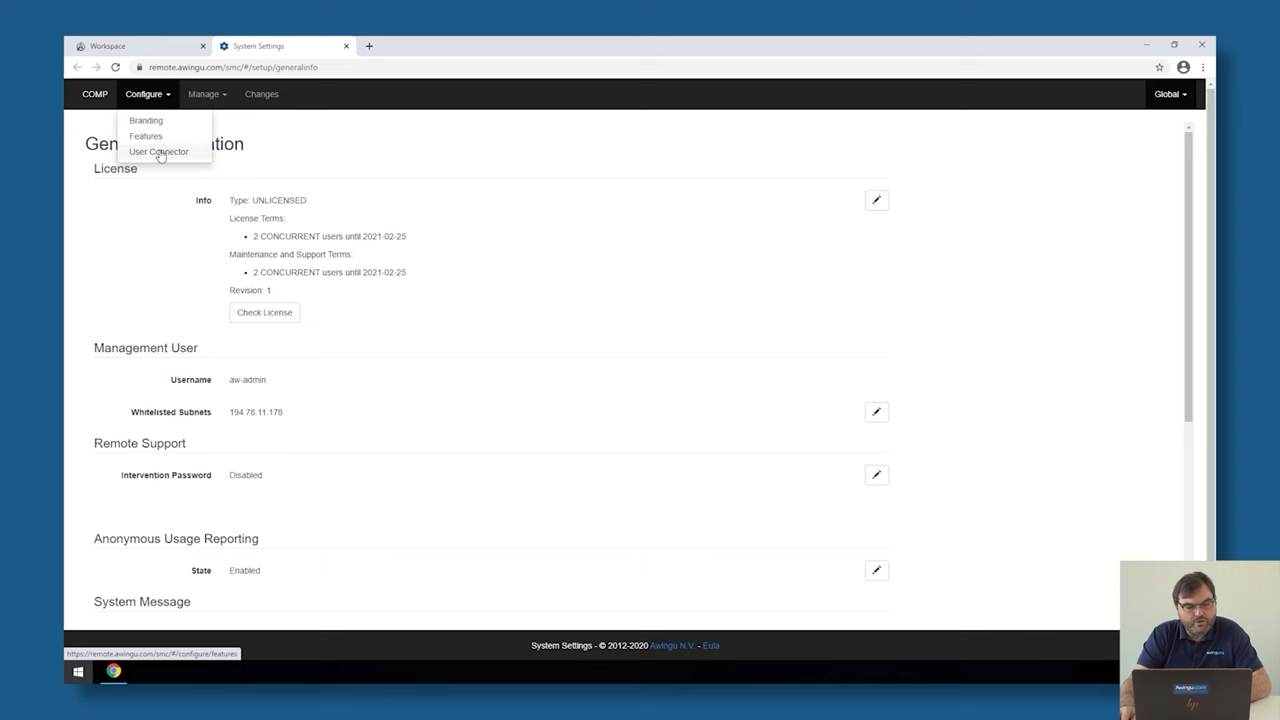 Workspace
System Settings
remote.awingu.com/smc/#/setup/generalinfo
COMP Configure Manage Changes Global
Branding
Features
User Connector
License
Info Type: UNLICENSED
License Terms:
2 CONCURRENT users until 2021-02-25
Maintenance and Support Terms:
2 CONCURRENT users until 2021-02-25
Revision: 1
Check License
Management User
Username aw-admin
Whitelisted Subnets 194.78.11.178
Remote Support
Intervention Password Disabled
Anonymous Usage Reporting
State Enabled
System Message
System Settings - © 2012-2020 Awingu N.V. - Eula
https://remote.awingu.com/smc/#/configure/features
Awingu.com
hp